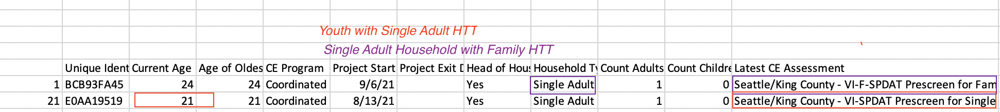 Youth with Single Adult HTT
Single Adult Household with Family HTT
Unique Ident Current Age Age of Oldes CE Program Project Start Project Exit D Head of Hous Household Ty Count Adults Count Childre Latest CE Assessment
1 BCB93FA45 24 24 Coordinated 9/6/21 Yes Single Adult 1 0 Seattle/King County - VI-F-SPDAT Prescreen for Fam
21 E0AA19519 21 21 Coordinated 8/13/21 Yes Single Adult 1 0 Seattle/King County - VI-SPDAT Prescreen for Single